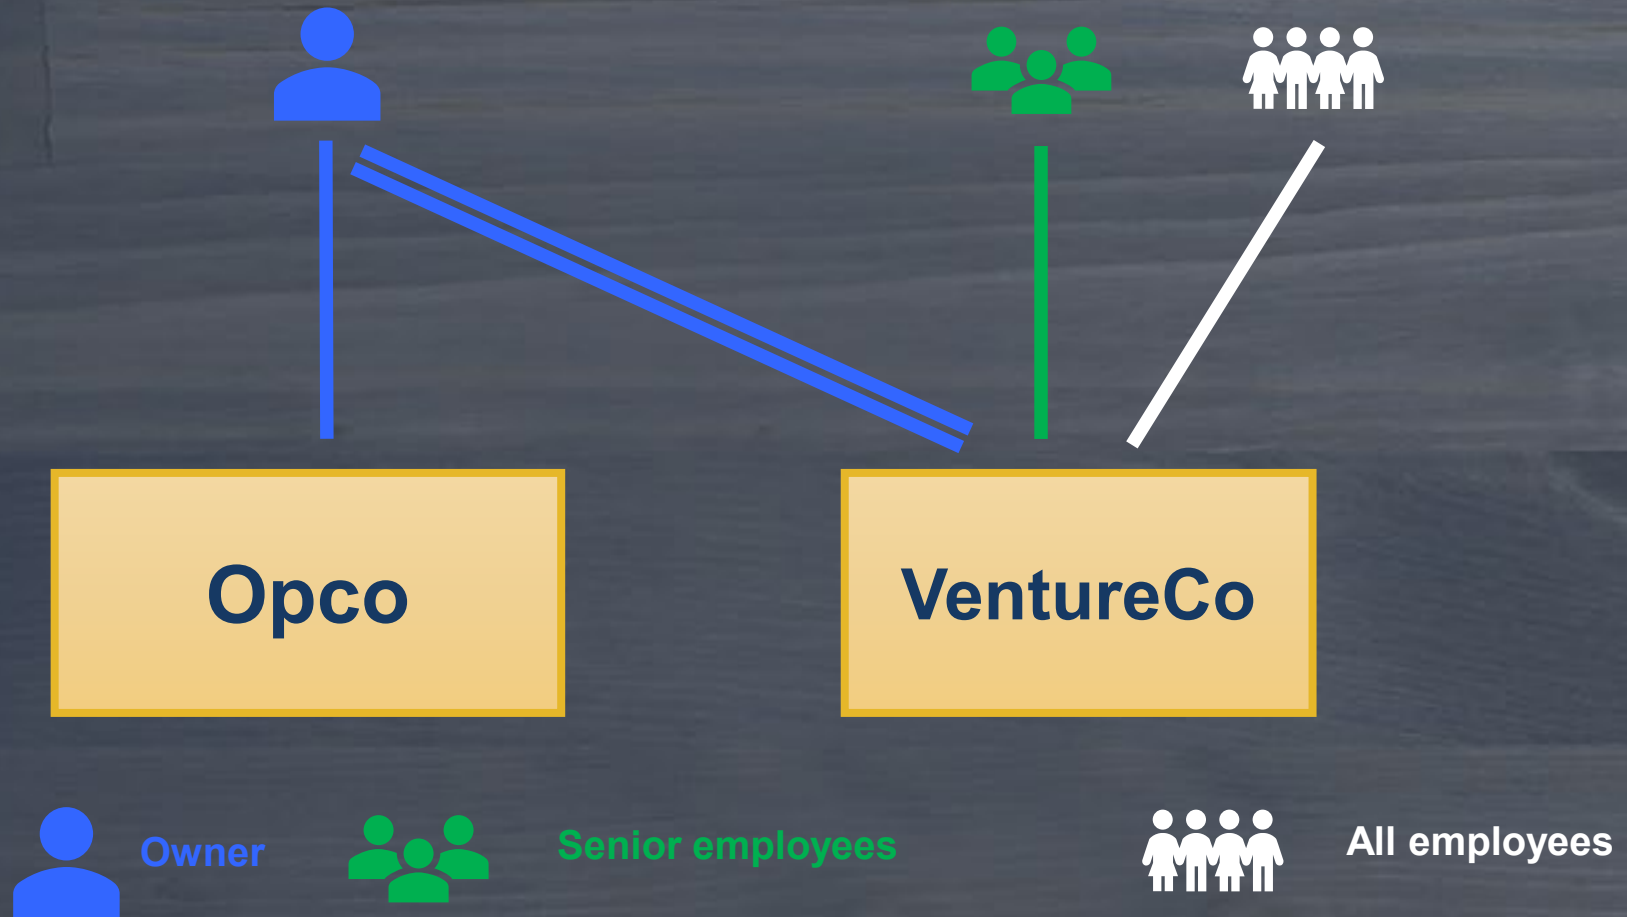 Opco
VentureCo
Owner
Senior employees
All employees